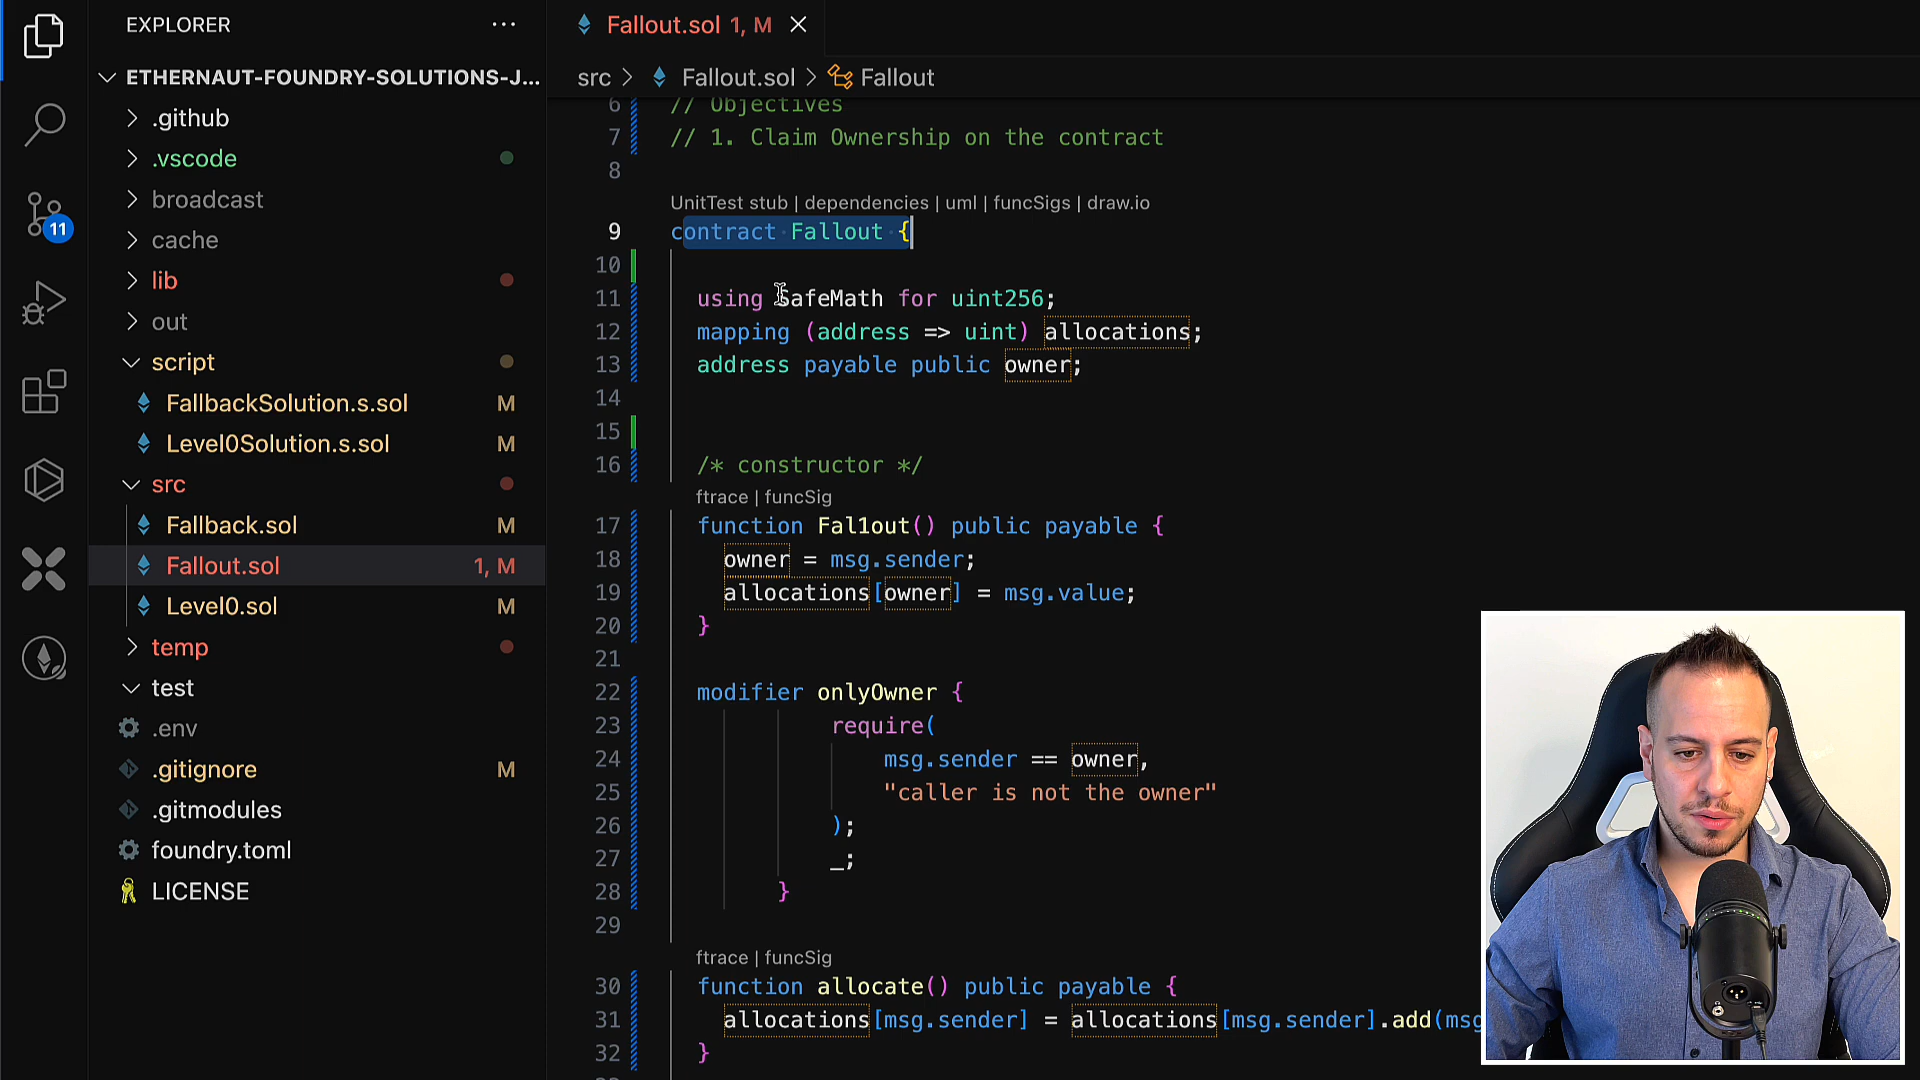 EXPLORER
ETHERNAUT-FOUNDRY-SOLUTIONS-J...
.github
.vscode
broadcast
cache
lib
out
script
FallbackSolution.s.sol M
Level0Solution.s.sol M
src
Fallback.sol M
Fallout.sol 1, M
Level0.sol M
temp
test
.env
.gitignore M
.gitmodules
foundry.toml
LICENSE
11
Fallout.sol 1, M
src > Fallout.sol > Fallout
6 // Objectives
7 // 1. Claim Ownership on the contract
8
UnitTest stub | dependencies | uml | funcSigs | draw.io
9 contract Fallout {
10
11 using SafeMath for uint256;
12 mapping (address => uint) allocations;
13 address payable public owner;
14
15
16 /* constructor */
ftrace | funcSig
17 function Fal1out() public payable {
18 owner = msg.sender;
19 allocations[owner] = msg.value;
20 }
21
22 modifier onlyOwner {
23 require(
24 msg.sender == owner,
25 "caller is not the owner"
26 );
27 _;
28 }
29
ftrace | funcSig
30 function allocate() public payable {
31 allocations[msg.sender] = allocations[msg.sender].add(msg
32 }